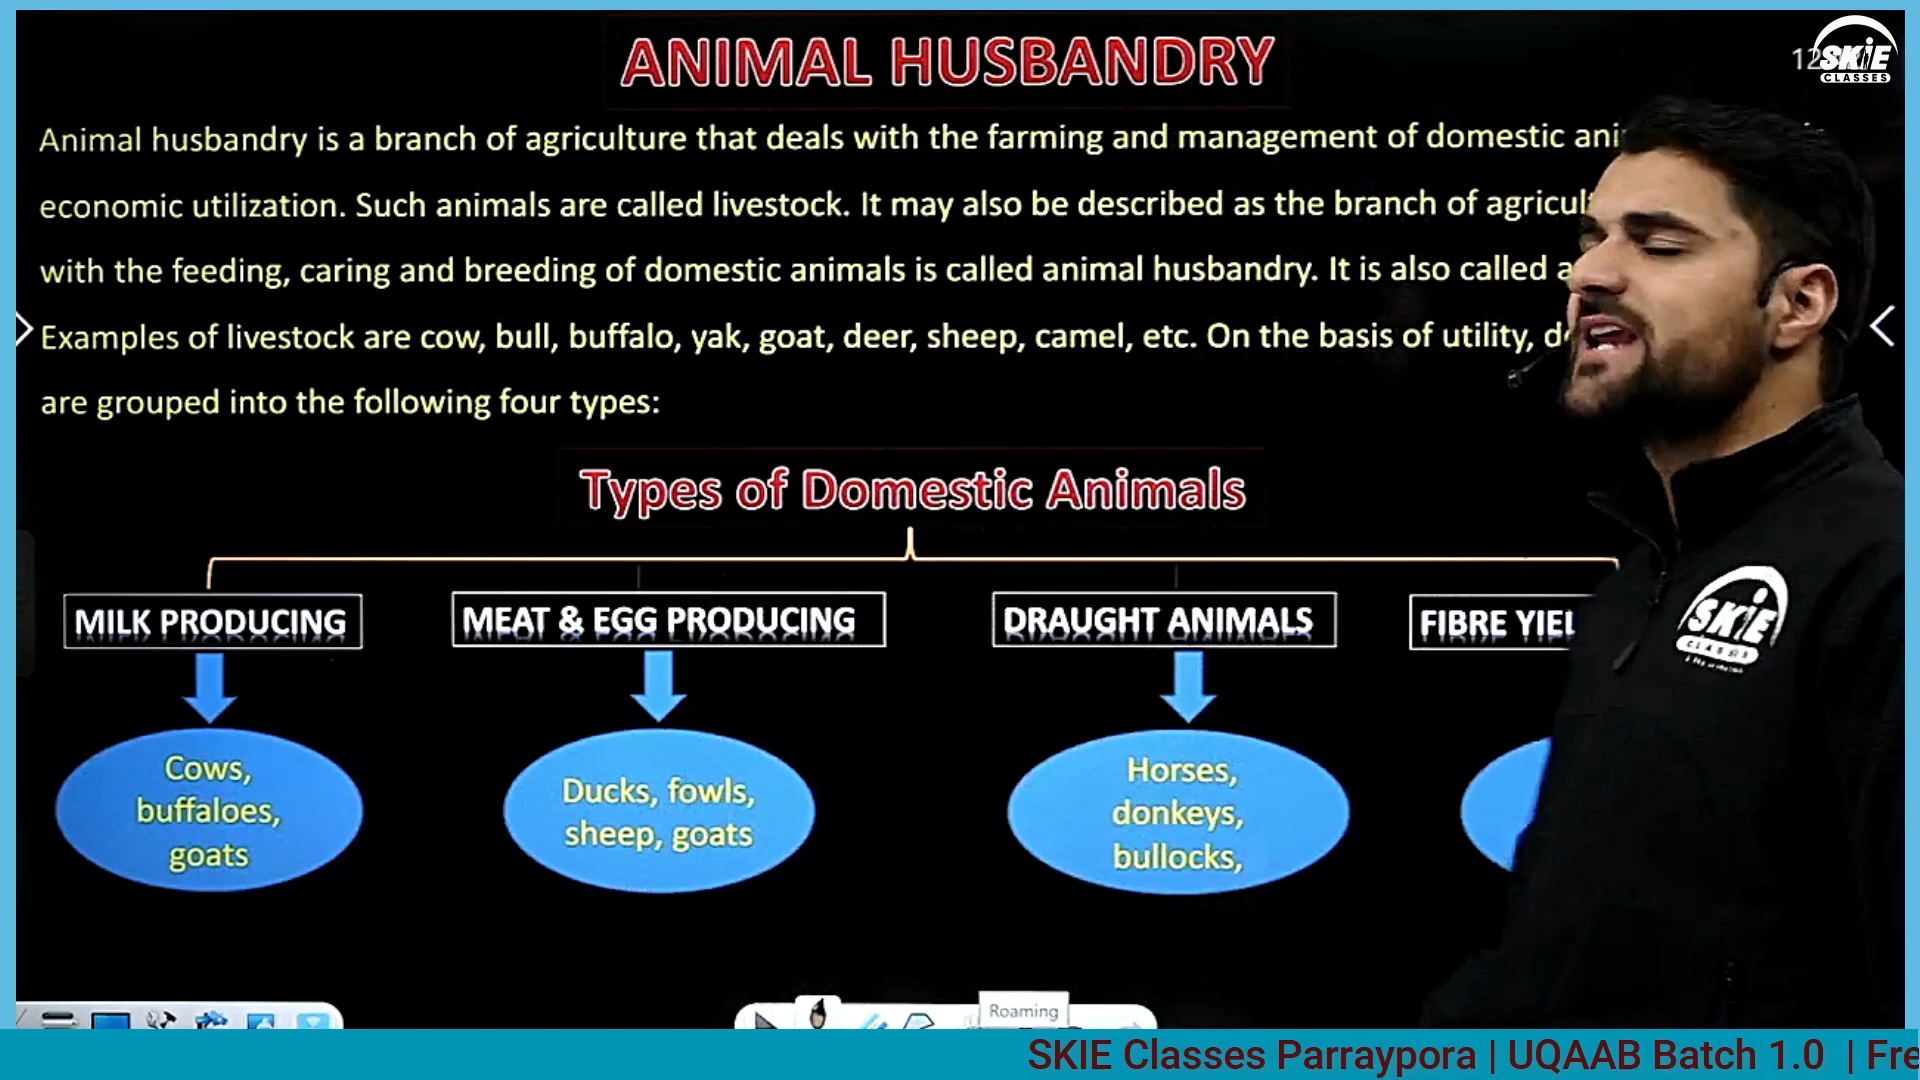 ANIMAL HUSBANDRY
12
SKiE
CLASSES
Animal husbandry is a branch of agriculture that deals with the farming and management of domestic
economic utilization. Such animals are called livestock. It may also be described as the branch of
with the feeding, caring and breeding of domestic animals is called animal husbandry. It is also called
Examples of livestock are cow, bull, buffalo, yak, goat, deer, sheep, camel, etc. On the basis of utility,
are grouped into the following four types:
Types of Domestic Animals
MILK PRODUCING
MEAT & EGG PRODUCING
DRAUGHT ANIMALS
FIBRE
SKiE
CLASSES
Cows,
buffaloes,
goats
Ducks, fowls,
sheep, goats
Horses,
donkeys,
bullocks,
Roaming
SKIE Classes Parraypora | UQAAB Batch 1.0 | Fre